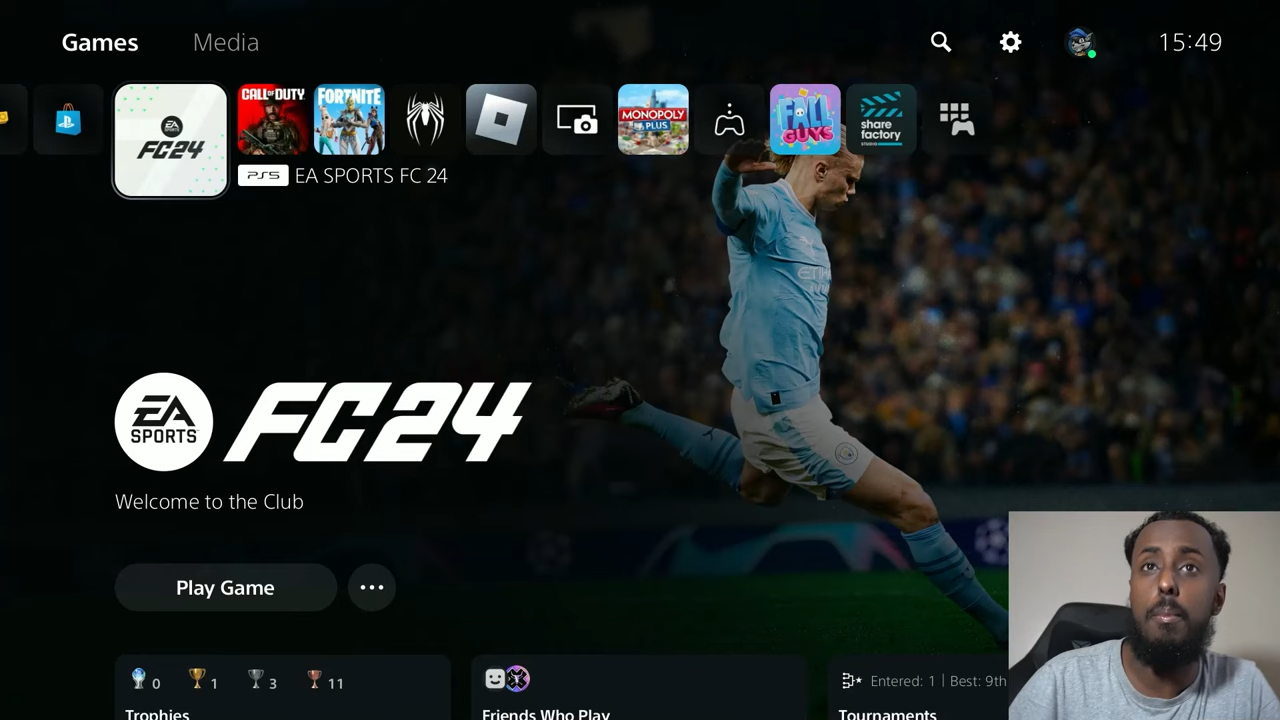 Games
Media
15:49
EA SPORTS
FC24
CALL OF DUTY
FORTNITE
MONOPOLY
PLUS
FALL
GUYS
share
factory
STUDIO
PS5
EA SPORTS FC 24
EA
SPORTS
FC24
Welcome to the Club
Play Game
0
1
3
11
Entered: 1 | Best: 9th
Trophies
Friends Who Play
Tournaments